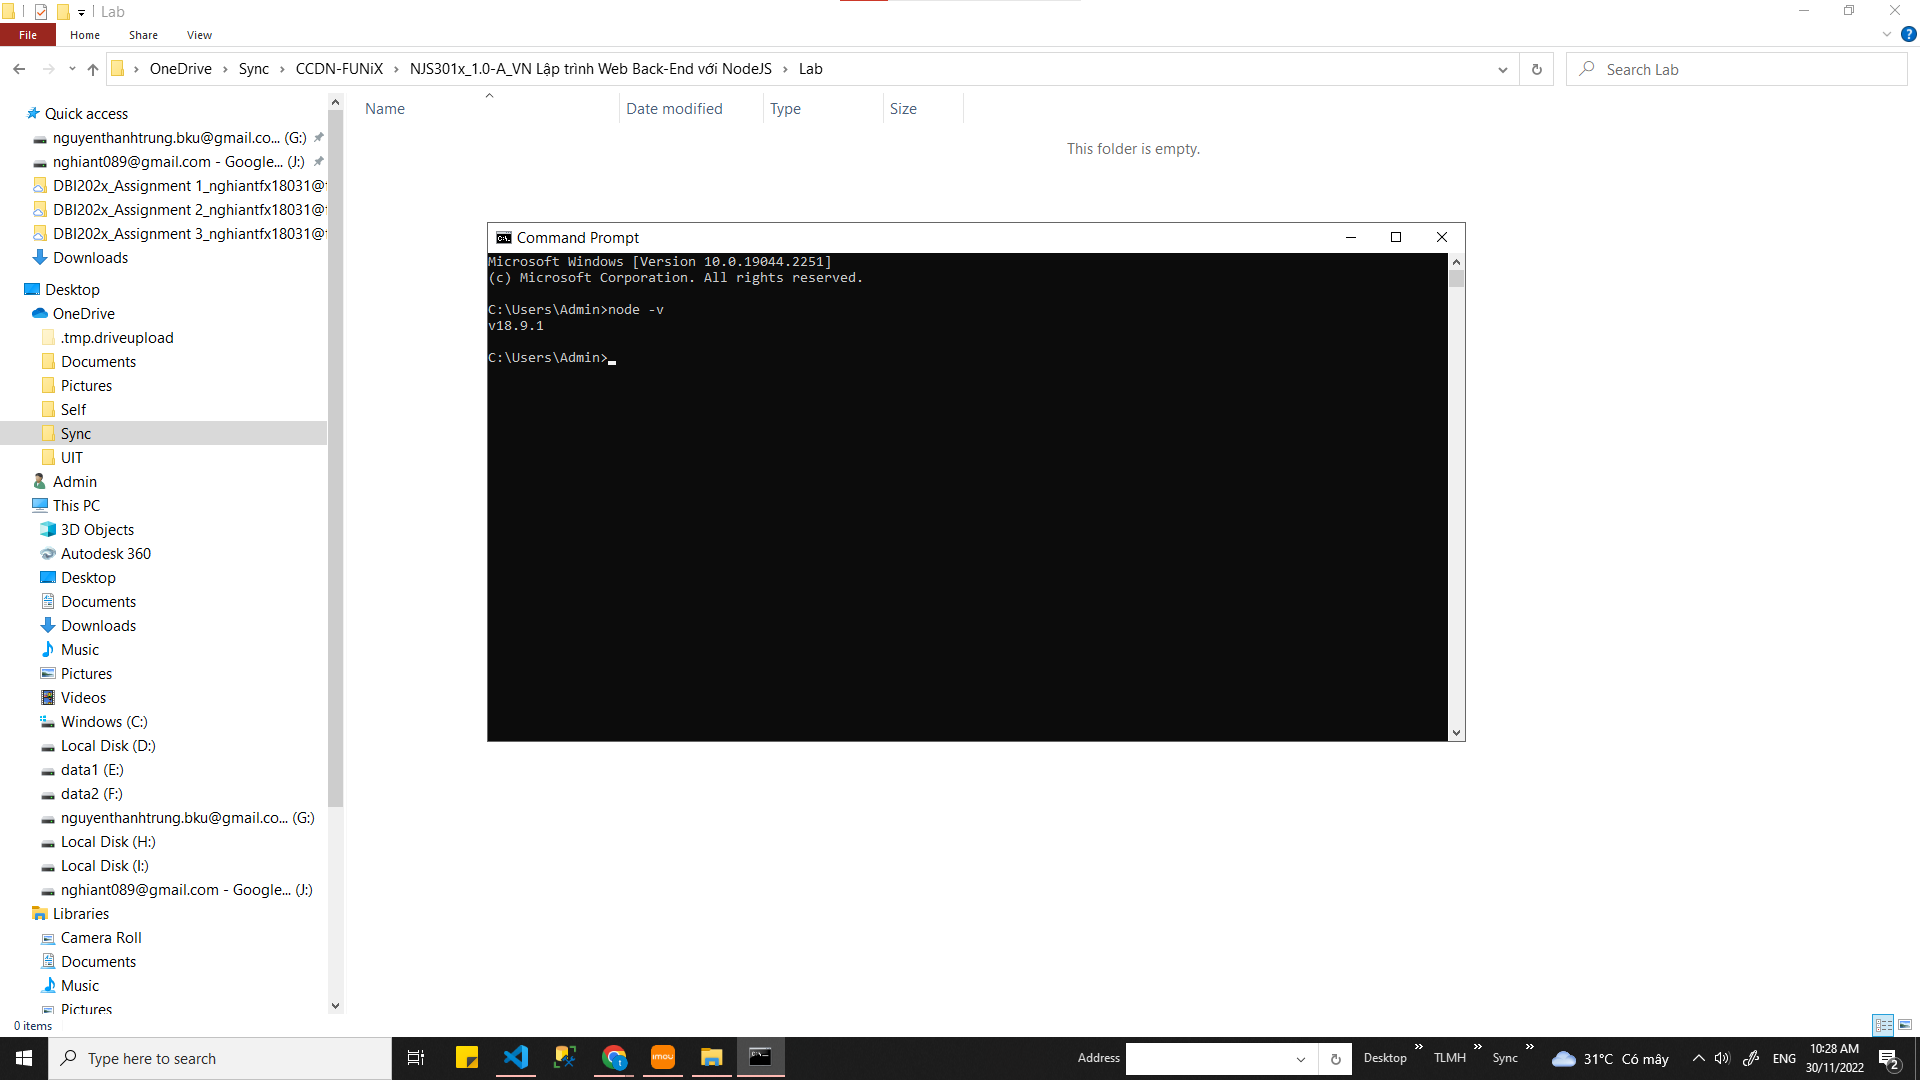 Lab
File Home Share View
OneDrive › Sync › CCDN-FUNiX › NJS301x_1.0-A_VN Lập trình Web Back-End với NodeJS › Lab
Search Lab
Name Date modified Type Size
This folder is empty.
Quick access
nguyenthanhtrung.bku@gmail.co... (G:)
nghiant089@gmail.com - Google... (J:)
DBI202x_Assignment 1_nghiantfx18031@
DBI202x_Assignment 2_nghiantfx18031@
DBI202x_Assignment 3_nghiantfx18031@
Downloads
Desktop
OneDrive
.tmp.driveupload
Documents
Pictures
Self
Sync
UIT
Admin
This PC
3D Objects
Autodesk 360
Desktop
Documents
Downloads
Music
Pictures
Videos
Windows (C:)
Local Disk (D:)
data1 (E:)
data2 (F:)
nguyenthanhtrung.bku@gmail.co... (G:)
Local Disk (H:)
Local Disk (I:)
nghiant089@gmail.com - Google... (J:)
Libraries
Camera Roll
Documents
Music
Pictures
0 items
Command Prompt
Microsoft Windows [Version 10.0.19044.2251]
(c) Microsoft Corporation. All rights reserved.
C:\Users\Admin>node -v
v18.9.1
C:\Users\Admin>
Type here to search
imou
Address
Desktop
TLMH
Sync
31°C Có mây
ENG
10:28 AM
30/11/2022
2